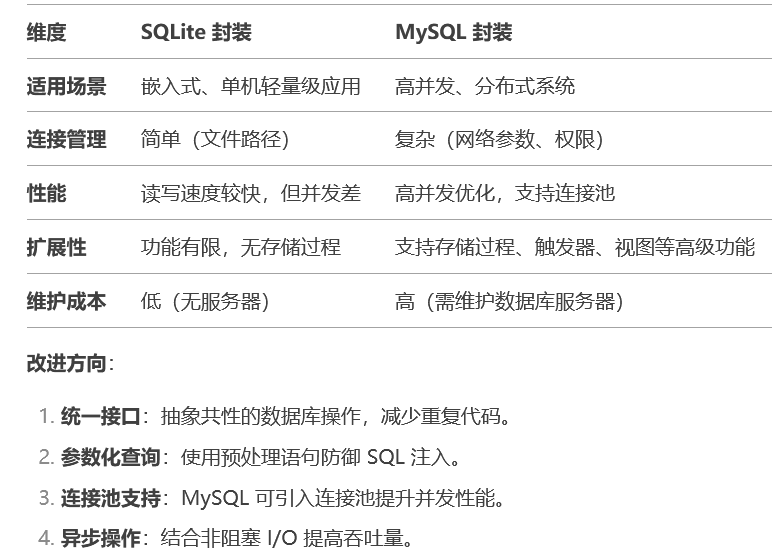 维度 SQLite 封装 MySQL 封装
适用场景 嵌入式、单机轻量级应用 高并发、分布式系统
连接管理 简单（文件路径） 复杂（网络参数、权限）
性能 读写速度较快，但并发差 高并发优化，支持连接池
扩展性 功能有限，无存储过程 支持存储过程、触发器、视图等高级功能
维护成本 低（无服务器） 高（需维护数据库服务器）
改进方向：
1. 统一接口：抽象共性的数据库操作，减少重复代码。
2. 参数化查询：使用预处理语句防御 SQL 注入。
3. 连接池支持：MySQL 可引入连接池提升并发性能。
4. 异步操作：结合非阻塞 I/O 提高吞吐量。